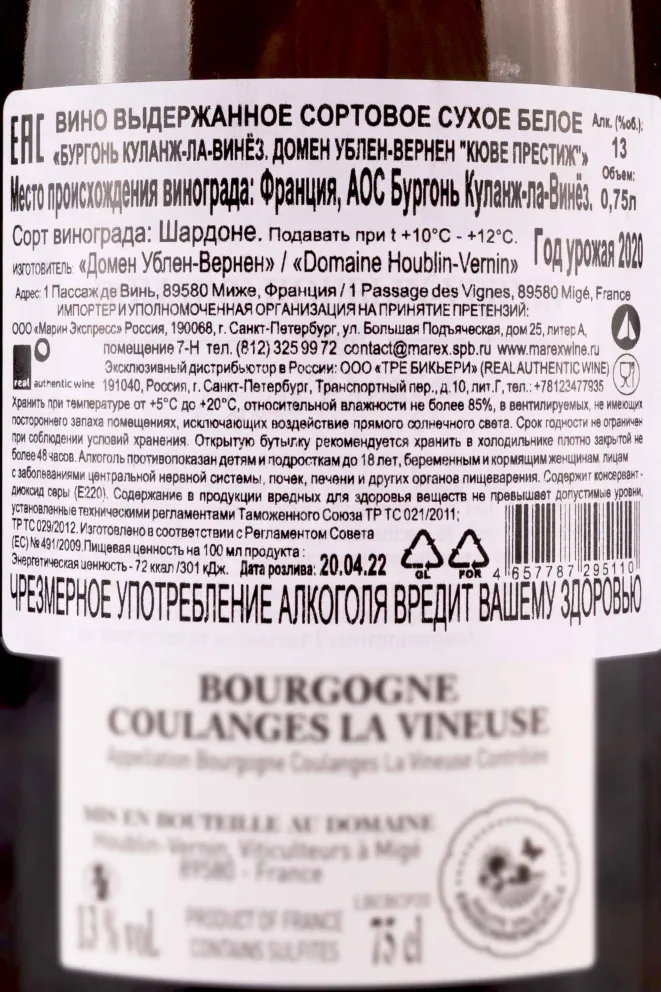 EAC
ВИНО ВЫДЕРЖАННОЕ СОРТОВОЕ СУХОЕ БЕЛОЕ
Алк. (%об.):
«БУРГОНЬ КУЛАНЖ-ЛА-ВИНЁЗ. ДОМЕН УБЛЕН-ВЕРНЕН "КЮВЕ ПРЕСТИЖ"»
13
Место происхождения винограда: Франция, АОС Бургонь Куланж-ла-Винёз.
Объем:
0,75л
Сорт винограда: Шардоне. Подавать при t +10°C - +12°C.
Год урожая 2020
ИЗГОТОВИТЕЛЬ: «Домен Ублен-Вернен» / «Domaine Houblin-Vernin»
Адрес: 1 Пассаж де Винь, 89580 Миже, Франция / 1 Passage des Vignes, 89580 Migé, France
ИМПОРТЕР И УПОЛНОМОЧЕННАЯ ОРГАНИЗАЦИЯ НА ПРИНЯТИЕ ПРЕТЕНЗИЙ:
ООО «Марин Экспресс» Россия, 190068, г. Санкт-Петербург, ул. Большая Подъяческая, дом 25, литер А,
помещение 7-Н тел. (812) 325 99 72 contact@marex.spb.ru www.marexwine.ru
Эксклюзивный дистрибьютор в России: ООО «ТРЕ БИКЬЕРИ» (REAL AUTHENTIC WINE)
real authentic wine
191040, Россия, г. Санкт-Петербург, Транспортный пер., д.10, лит.Г, тел.: +78123477935
Хранить при температуре от +5°C до +20°C, относительной влажности не более 85%, в вентилируемых, не имеющих
постороннего запаха помещениях, исключающих воздействие прямого солнечного света. Срок годности не ограничен
при соблюдении условий хранения. Открытую бутылку рекомендуется хранить в холодильнике плотно закрытой не
более 48 часов. Алкоголь противопоказан детям и подросткам до 18 лет, беременным и кормящим женщинам, лицам
с заболеваниями центральной нервной системы, почек, печени и других органов пищеварения. Содержит консервант -
диоксид серы (Е220). Содержание в продукции вредных для здоровья веществ не превышает допустимые уровни,
установленные техническими регламентами Таможенного Союза ТР ТС 021/2011;
ТР ТС 029/2012. Изготовлено в соответствии с Регламентом Совета
(ЕС) № 491/2009. Пищевая ценность на 100 мл продукта :
Энергетическая ценность - 72 ккал /301 кДж. Дата розлива: 20.04.22
GL
FOR
4 657787 295110
ЧРЕЗМЕРНОЕ УПОТРЕБЛЕНИЕ АЛКОГОЛЯ ВРЕДИТ ВАШЕМУ ЗДОРОВЬЮ
BOURGOGNE
COULANGES LA VINEUSE
Appellation Bourgogne Coulanges La Vineuse Contrôlée
MIS EN BOUTEILLE AU DOMAINE
Houblin-Vernin, Viticulteurs à Migé
89580 - France
13 % vol.
PRODUCT OF FRANCE
CONTAINS SULFITES
75 cl